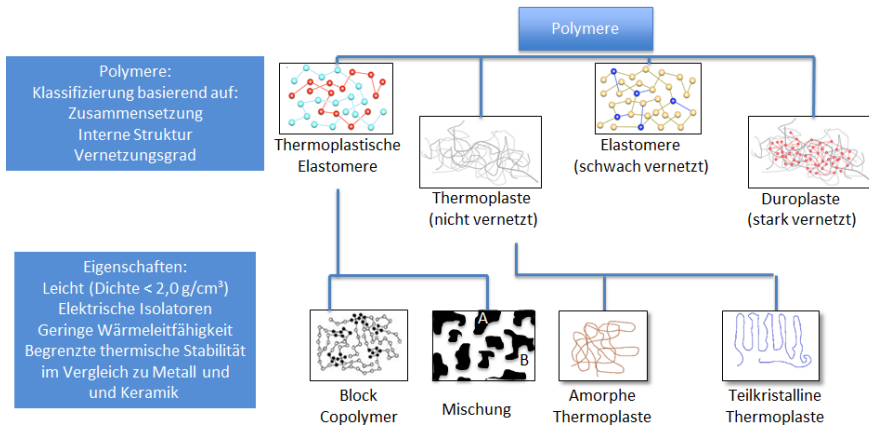 Polymere
Polymere:
Klassifizierung basierend auf:
Zusammensetzung
Interne Struktur
Vernetzungsgrad
Thermoplastische
Elastomere
Thermoplaste
(nicht vernetzt)
Elastomere
(schwach vernetzt)
Duroplaste
(stark vernetzt)
Eigenschaften:
Leicht (Dichte < 2,0 g/cm³)
Elektrische Isolatoren
Geringe Wärmeleitfähigkeit
Begrenzte thermische Stabilität
im Vergleich zu Metall und
und Keramik
Block
Copolymer
A
B
Mischung
Amorphe
Thermoplaste
Teilkristalline
Thermoplaste